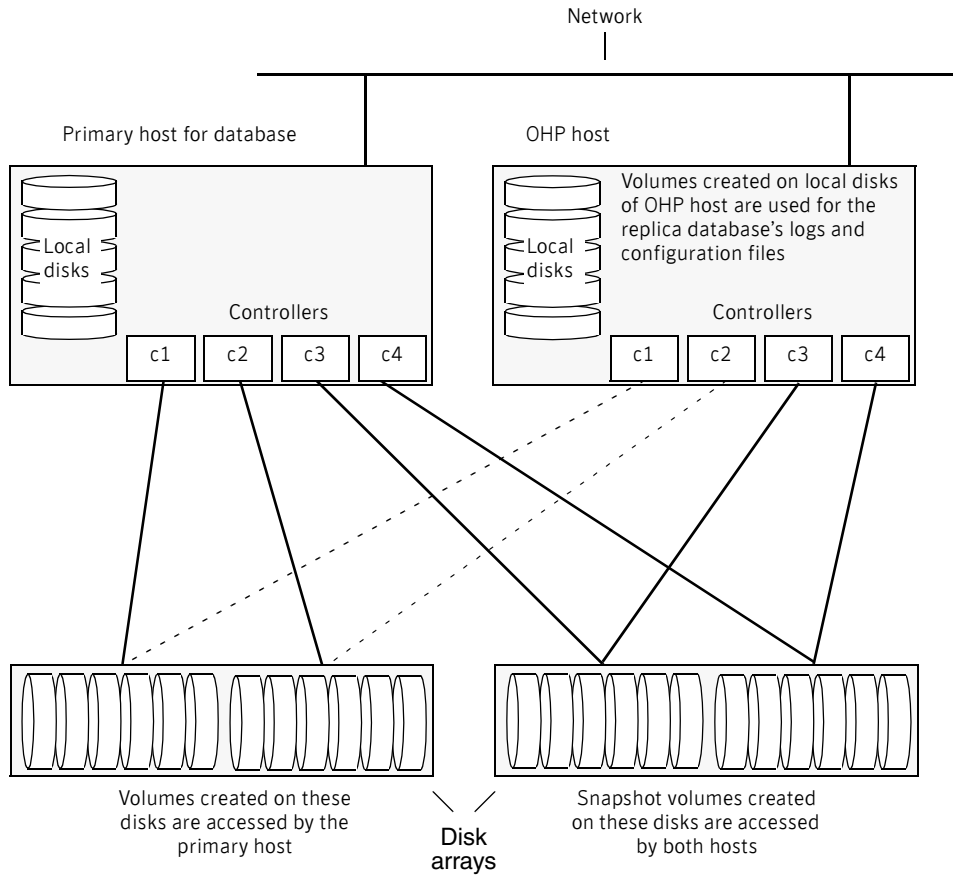 Network
Primary host for database
OHP host
Local
disks
Controllers
c1
c2
c3
c4
Local
disks
Volumes created on local disks
of OHP host are used for the
replica database's logs and
configuration files
Controllers
c1
c2
c3
c4
Volumes created on these
disks are accessed by the
primary host
Disk
arrays
Snapshot volumes created
on these disks are accessed
by both hosts